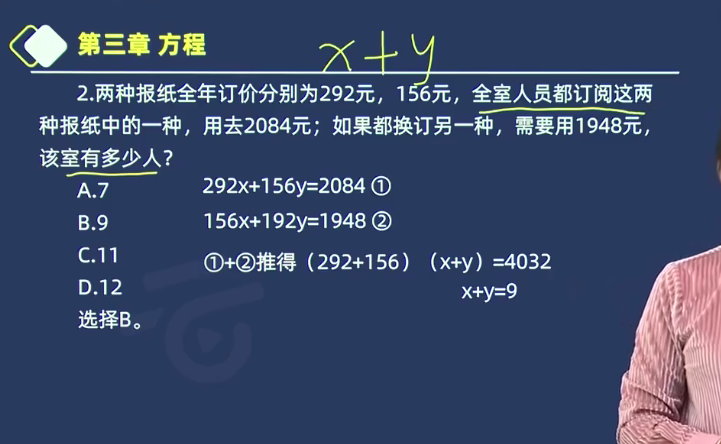 第三章 方程
x+y
2.两种报纸全年订价分别为292元，156元，全室人员都订阅这两
种报纸中的一种，用去2084元；如果都换订另一种，需要用1948元，
该室有多少人？
A.7
292x+156y=2084 ①
B.9
156x+192y=1948 ②
C.11
①+②推得（292+156）（x+y）=4032
D.12
x+y=9
选择B。